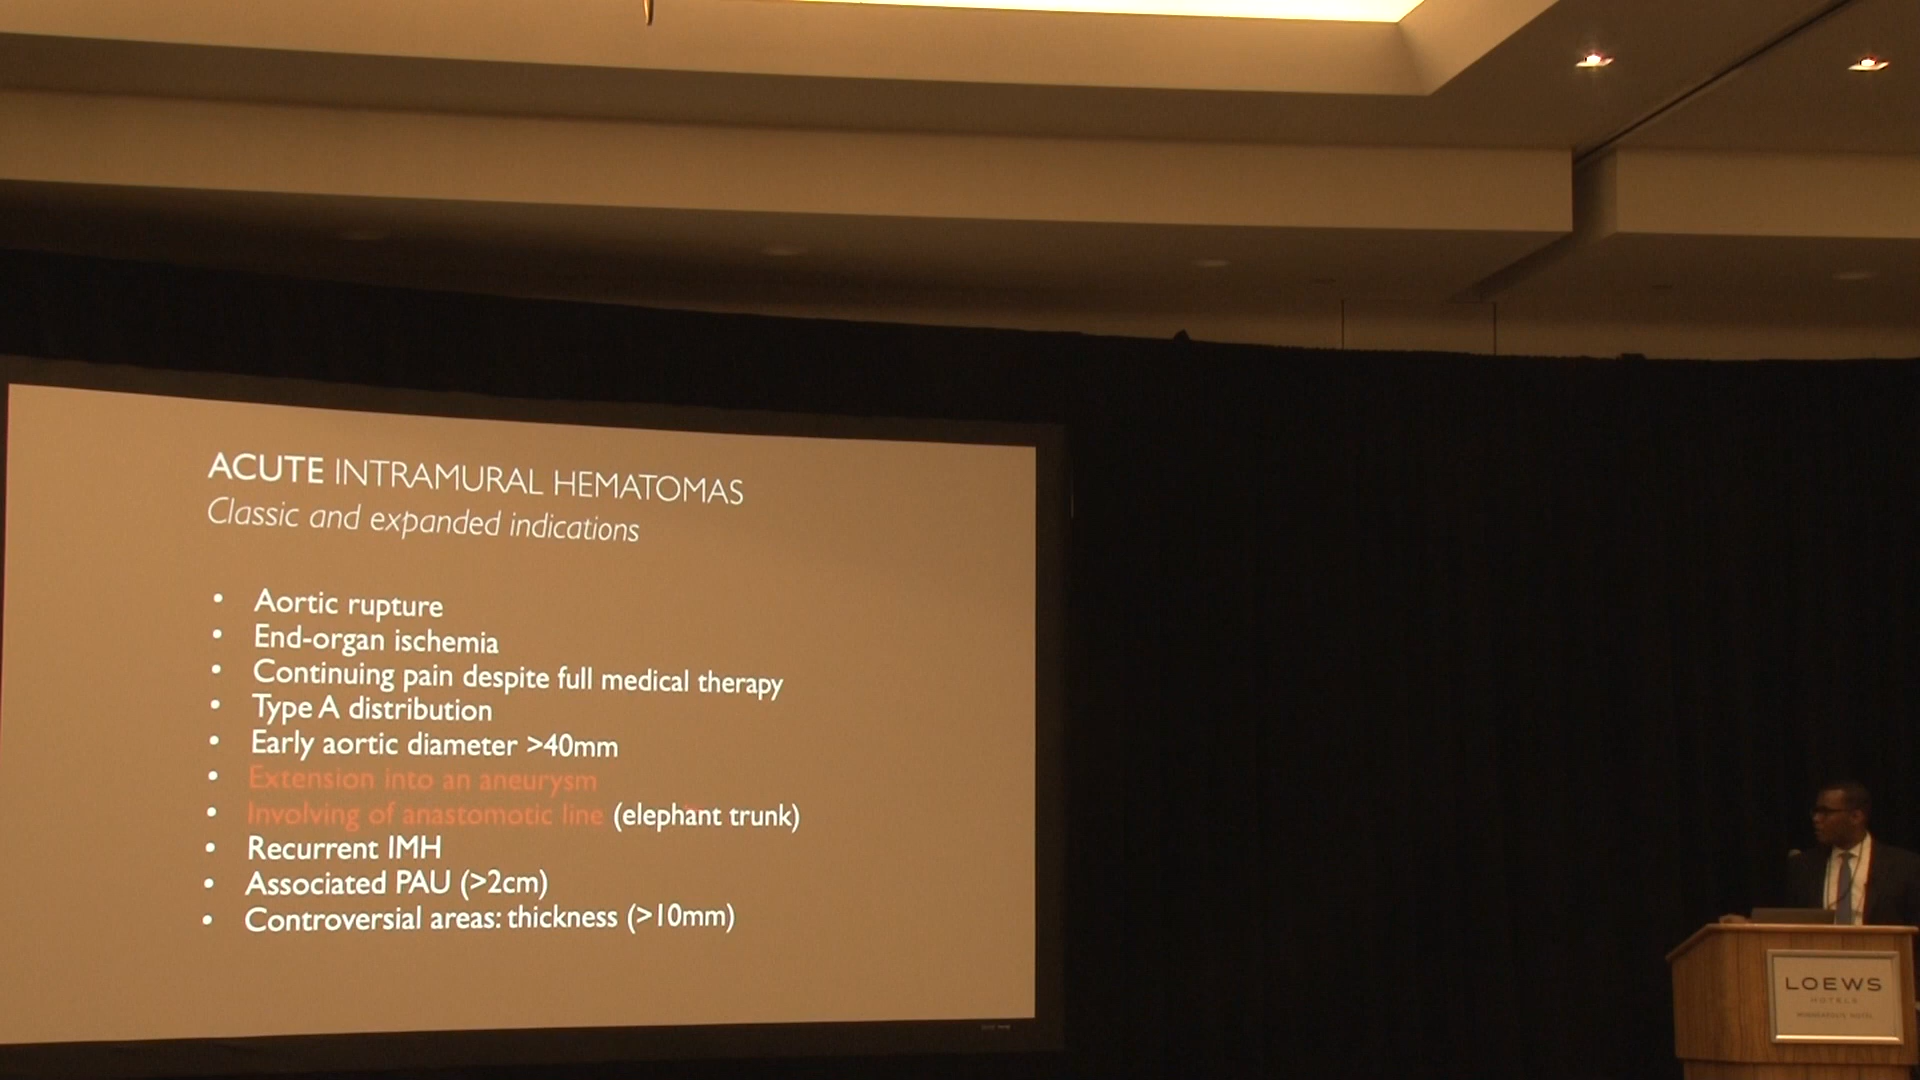 ACUTE INTRAMURAL HEMATOMAS
Classic and expanded indications
• Aortic rupture
• End-organ ischemia
• Continuing pain despite full medical therapy
• Type A distribution
• Early aortic diameter >40mm
• Extension into an aneurysm
• Involving of anastomotic line (elephant trunk)
• Recurrent IMH
• Associated PAU (>2cm)
• Controversial areas: thickness (>10mm)
LOEWS
HOTELS
MINNEAPOLIS HOTEL